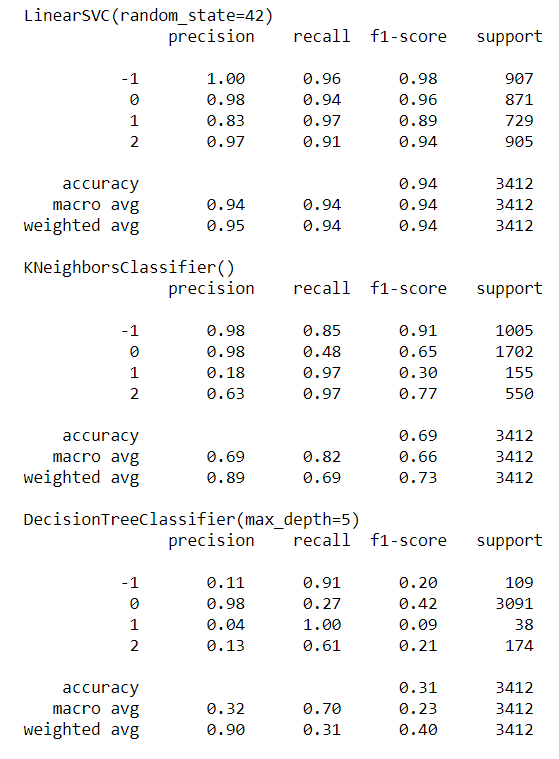 LinearSVC(random_state=42)
precision recall f1-score support
-1 1.00 0.96 0.98 907
0 0.98 0.94 0.96 871
1 0.83 0.97 0.89 729
2 0.97 0.91 0.94 905
accuracy 0.94 3412
macro avg 0.94 0.94 0.94 3412
weighted avg 0.95 0.94 0.94 3412
KNeighborsClassifier()
precision recall f1-score support
-1 0.98 0.85 0.91 1005
0 0.98 0.48 0.65 1702
1 0.18 0.97 0.30 155
2 0.63 0.97 0.77 550
accuracy 0.69 3412
macro avg 0.69 0.82 0.66 3412
weighted avg 0.89 0.69 0.73 3412
DecisionTreeClassifier(max_depth=5)
precision recall f1-score support
-1 0.11 0.91 0.20 109
0 0.98 0.27 0.42 3091
1 0.04 1.00 0.09 38
2 0.13 0.61 0.21 174
accuracy 0.31 3412
macro avg 0.32 0.70 0.23 3412
weighted avg 0.90 0.31 0.40 3412